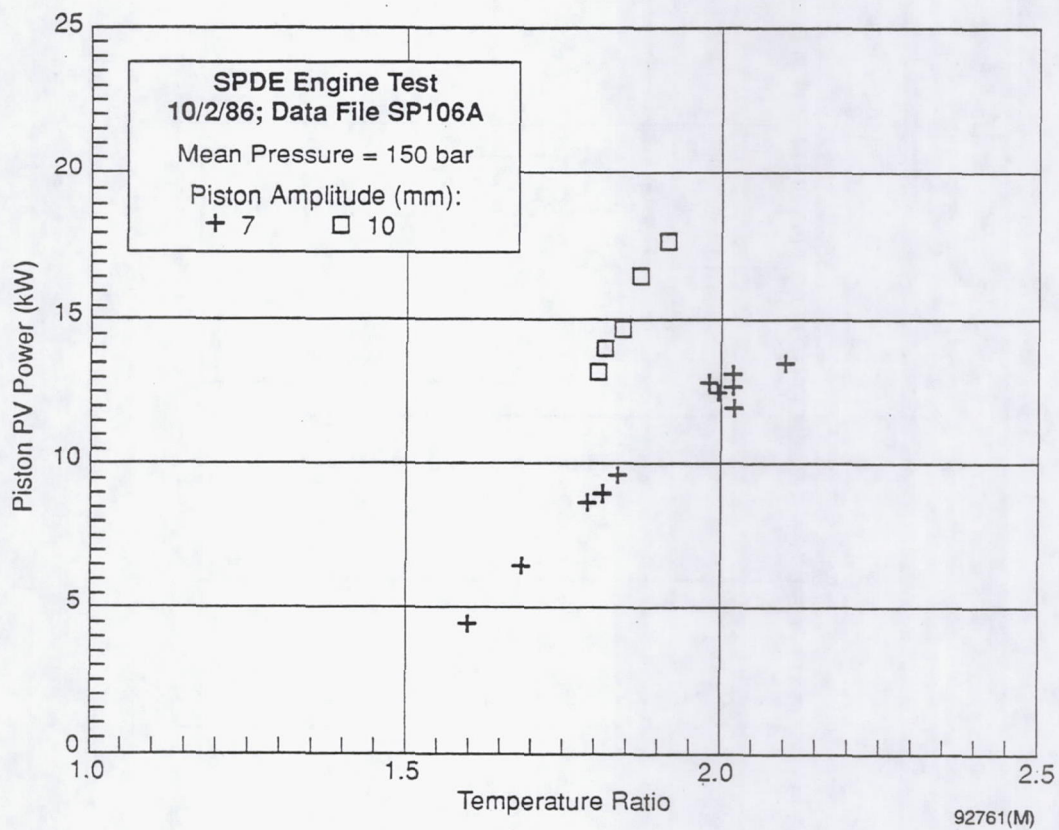 25
20
15
10
5
0
Piston PV Power (kW)
SPDE Engine Test
10/2/86; Data File SP106A
Mean Pressure = 150 bar
Piston Amplitude (mm):
+ 7 □ 10
1.0 1.5 2.0 2.5
Temperature Ratio
92761(M)